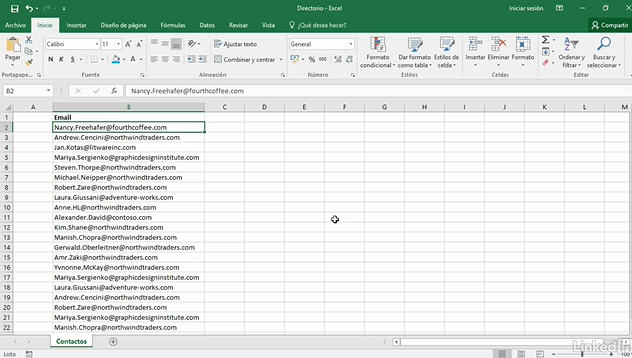 Directorio - Excel
Iniciar sesión
Archivo Inicio Insertar Diseño de página Fórmulas Datos Revisar Vista ¿Qué desea hacer? Compartir
Pegar
Calibri 11
N K S
Ajustar texto
Combinar y centrar
General
Formato condicional
Dar formato como tabla
Estilos de celda
Insertar Eliminar Formato
Ordenar y filtrar
Buscar y seleccionar
Portapape... Fuente Alineación Número Estilos Celdas Modificar
B2 fx Nancy.Freehafer@fourthcoffee.com
A B C D E F G H I J K L M
1 Email
2 Nancy.Freehafer@fourthcoffee.com
3 Andrew.Cencini@northwindtraders.com
4 Jan.Kotas@litwareinc.com
5 Mariya.Sergienko@graphicdesigninstitute.com
6 Steven.Thorpe@northwindtraders.com
7 Michael.Neipper@northwindtraders.com
8 Robert.Zare@northwindtraders.com
9 Laura.Giussani@adventure-works.com
10 Anne.HL@northwindtraders.com
11 Alexander.David@contoso.com
12 Kim.Shane@northwindtraders.com
13 Manish.Chopra@northwindtraders.com
14 Gerwald.Oberleitner@northwindtraders.com
15 Amr.Zaki@northwindtraders.com
16 Yvnonne.McKay@northwindtraders.com
17 Mariya.Sergienko@graphicdesigninstitute.com
18 Laura.Giussani@adventure-works.com
19 Andrew.Cencini@northwindtraders.com
20 Robert.Zare@northwindtraders.com
21 Mariya.Sergienko@graphicdesigninstitute.com
22 Manish.Chopra@northwindtraders.com
Contactos
Listo
LinkedIn